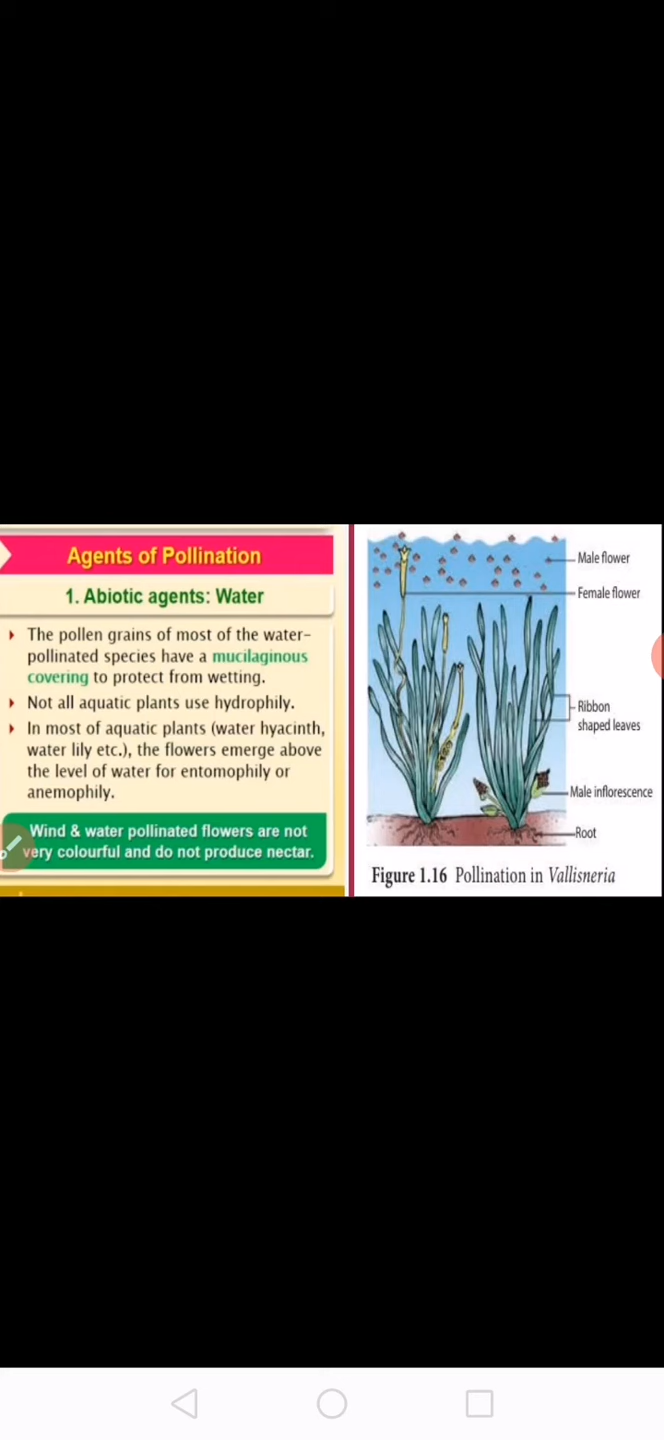 Agents of Pollination
1. Abiotic agents: Water
The pollen grains of most of the water-
pollinated species have a mucilaginous
covering to protect from wetting.
Not all aquatic plants use hydrophily.
In most of aquatic plants (water hyacinth,
water lily etc.), the flowers emerge above
the level of water for entomophily or
anemophily.
Wind & water pollinated flowers are not
very colourful and do not produce nectar.
Male flower
Female flower
Ribbon
shaped leaves
Male inflorescence
Root
Figure 1.16 Pollination in Vallisneria